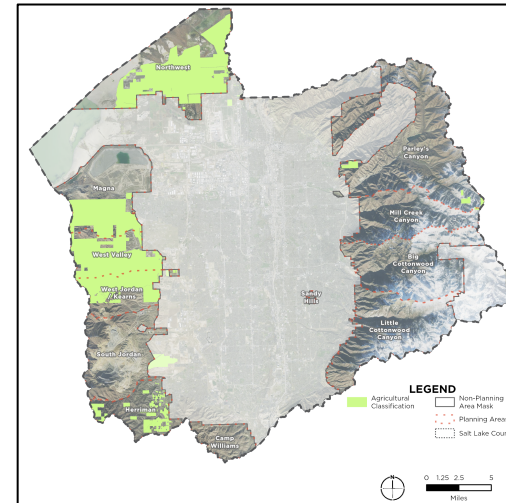 Northwest
Parley's
Canyon
Magna
Mill Creek
Canyon
West Valley
Big
Cottonwood
Canyon
West Jordan
/ Kearns
Sandy
Hills
Little
Cottonwood
Canyon
South Jordan
Herriman
Camp
Williams
LEGEND
Agricultural
Classification
Non-Planning
Area Mask
Planning Areas
Salt Lake Coun
N
0 1.25 2.5 5
Miles